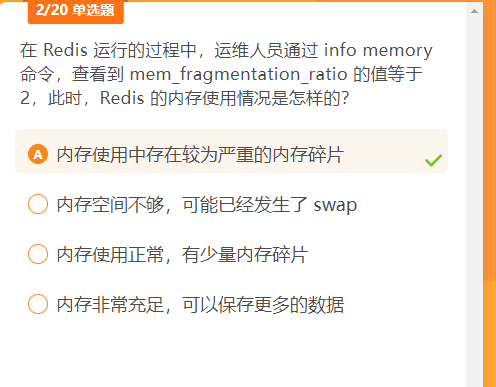 2/20 单选题
在 Redis 运行的过程中，运维人员通过 info memory
命令，查看到 mem_fragmentation_ratio 的值等于
2，此时，Redis 的内存使用情况是怎样的？
A 内存使用中存在较为严重的内存碎片
内存空间不够，可能已经发生了 swap
内存使用正常，有少量内存碎片
内存非常充足，可以保存更多的数据